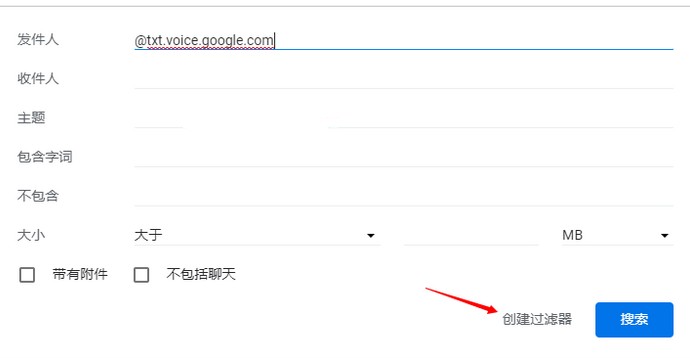 发件人 @txt.voice.google.com
收件人
主题
包含字词
不包含
大小 大于 MB
带有附件 不包括聊天
创建过滤器 搜索